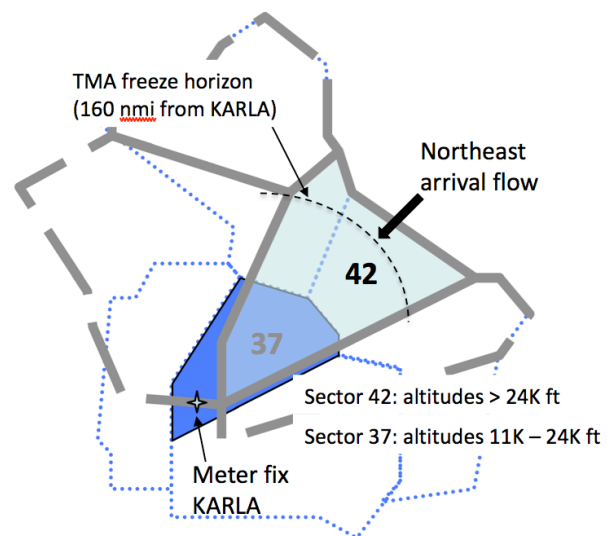 TMA freeze horizon
(160 nmi from KARLA)
Northeast
arrival flow
42
37
Sector 42: altitudes > 24K ft
Sector 37: altitudes 11K – 24K ft
Meter fix
KARLA